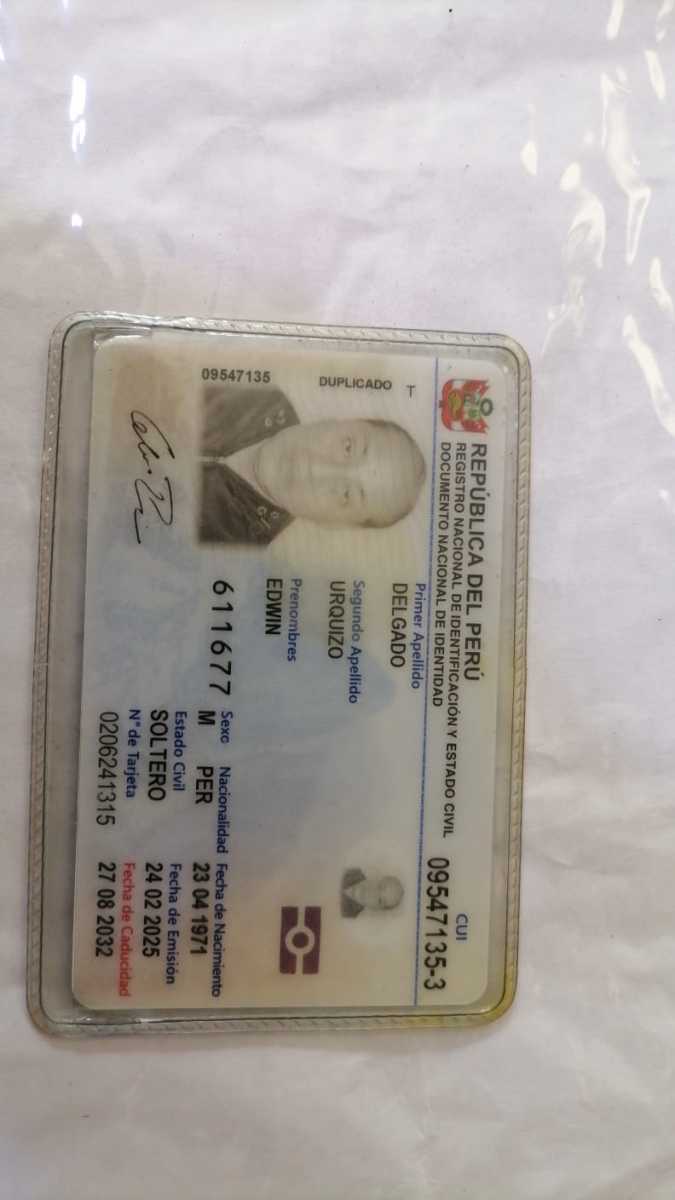 REPÚBLICA DEL PERÚ
REGISTRO NACIONAL DE IDENTIFICACIÓN Y ESTADO CIVIL
DOCUMENTO NACIONAL DE IDENTIDAD
CUI
09547135-3
T
DUPLICADO
09547135
Primer Apellido
DELGADO
Segundo Apellido
URQUIZO
Prenombres
EDWIN
611677
Sexo Nacionalidad Fecha de Nacimiento
M PER 23 04 1971
Estado Civil Fecha de Emisión
SOLTERO 24 02 2025
N° de Tarjeta Fecha de Caducidad
0206241315 27 08 2032